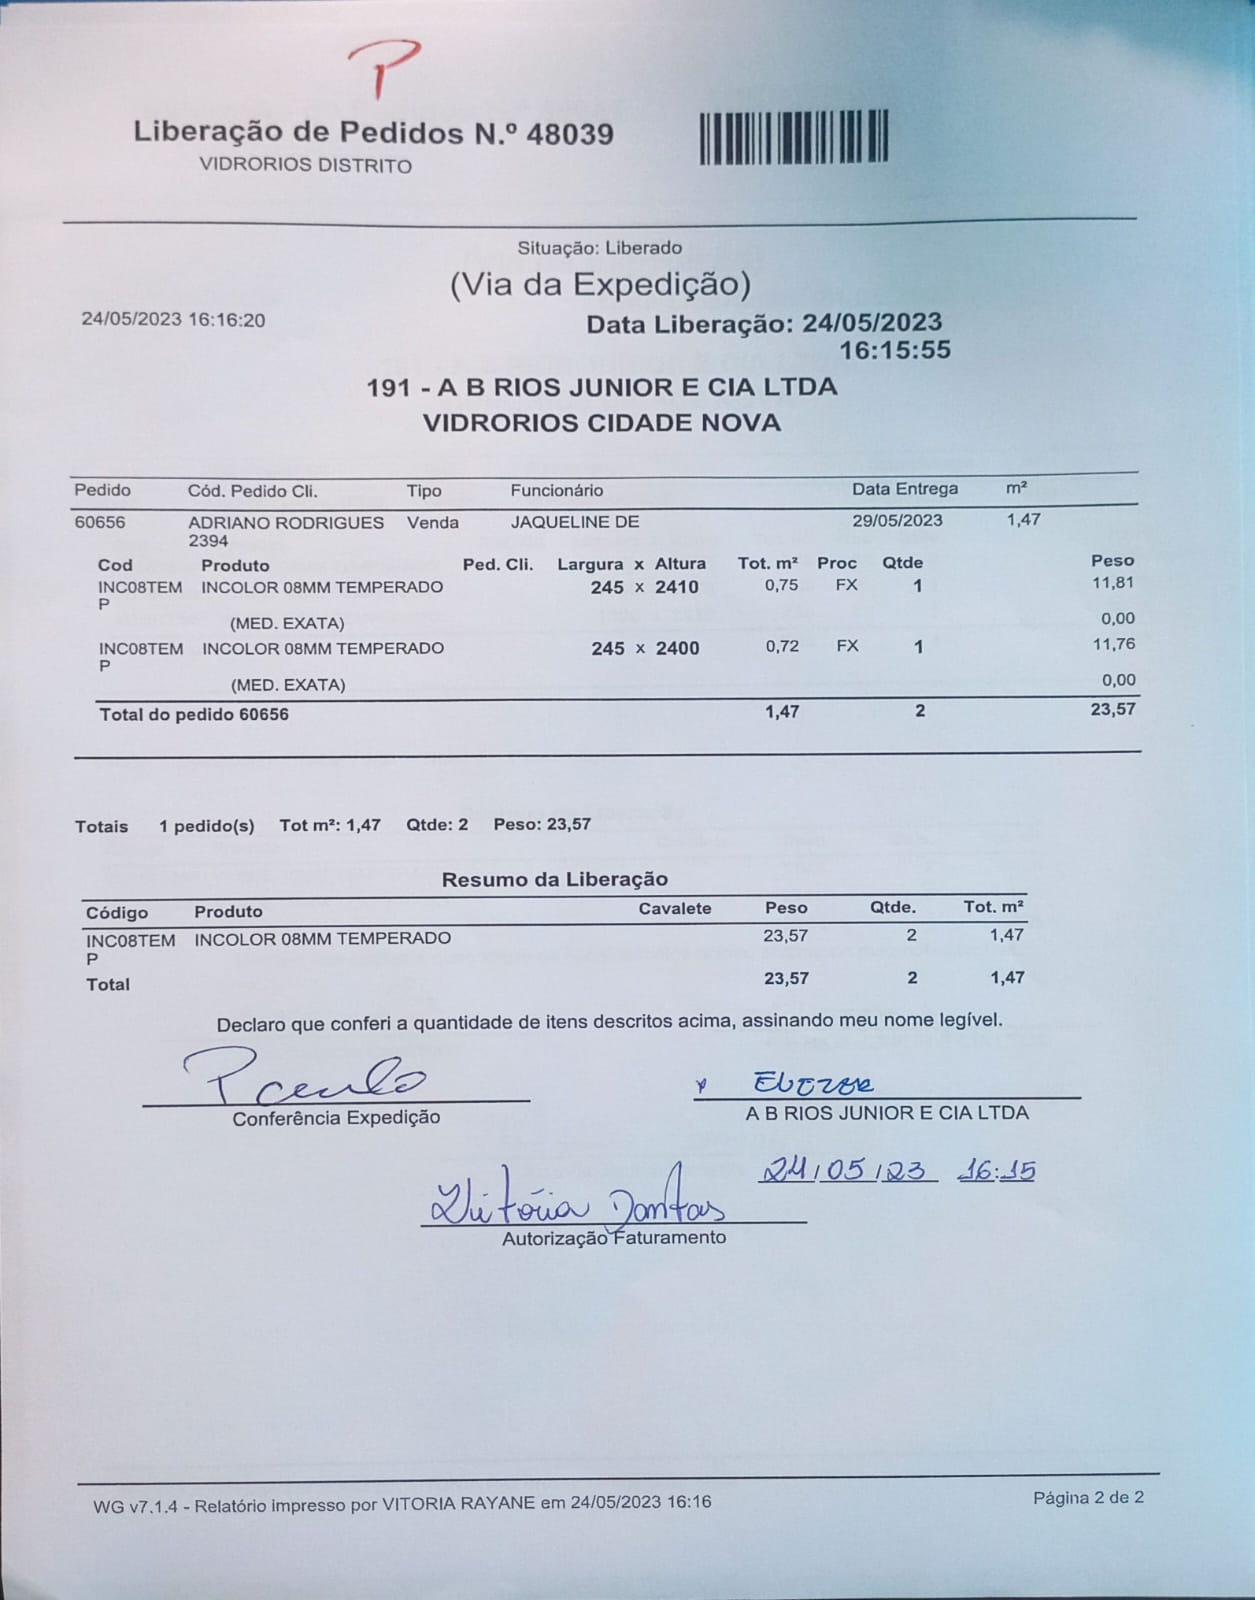 P
Liberação de Pedidos N.º 48039
VIDRORIOS DISTRITO
Situação: Liberado
(Via da Expedição)
24/05/2023 16:16:20
Data Liberação: 24/05/2023
16:15:55
191 - A B RIOS JUNIOR E CIA LTDA
VIDRORIOS CIDADE NOVA
Pedido Cód. Pedido Cli. Tipo Funcionário Data Entrega m²
60656 ADRIANO RODRIGUES Venda JAQUELINE DE 29/05/2023 1,47
2394
Cod Produto Ped. Cli. Largura x Altura Tot. m² Proc Qtde Peso
INC08TEM INCOLOR 08MM TEMPERADO 245 x 2410 0,75 FX 1 11,81
P
(MED. EXATA) 0,00
INC08TEM INCOLOR 08MM TEMPERADO 245 x 2400 0,72 FX 1 11,76
P
(MED. EXATA) 0,00
Total do pedido 60656 1,47 2 23,57
Totais 1 pedido(s) Tot m²: 1,47 Qtde: 2 Peso: 23,57
Resumo da Liberação
Código Produto Cavalete Peso Qtde. Tot. m²
INC08TEM INCOLOR 08MM TEMPERADO 23,57 2 1,47
P
Total 23,57 2 1,47
Declaro que conferi a quantidade de itens descritos acima, assinando meu nome legível.
Conferência Expedição
A B RIOS JUNIOR E CIA LTDA
24/05/23 16:15
Vitória Dantas
Autorização Faturamento
WG v7.1.4 - Relatório impresso por VITORIA RAYANE em 24/05/2023 16:16
Página 2 de 2